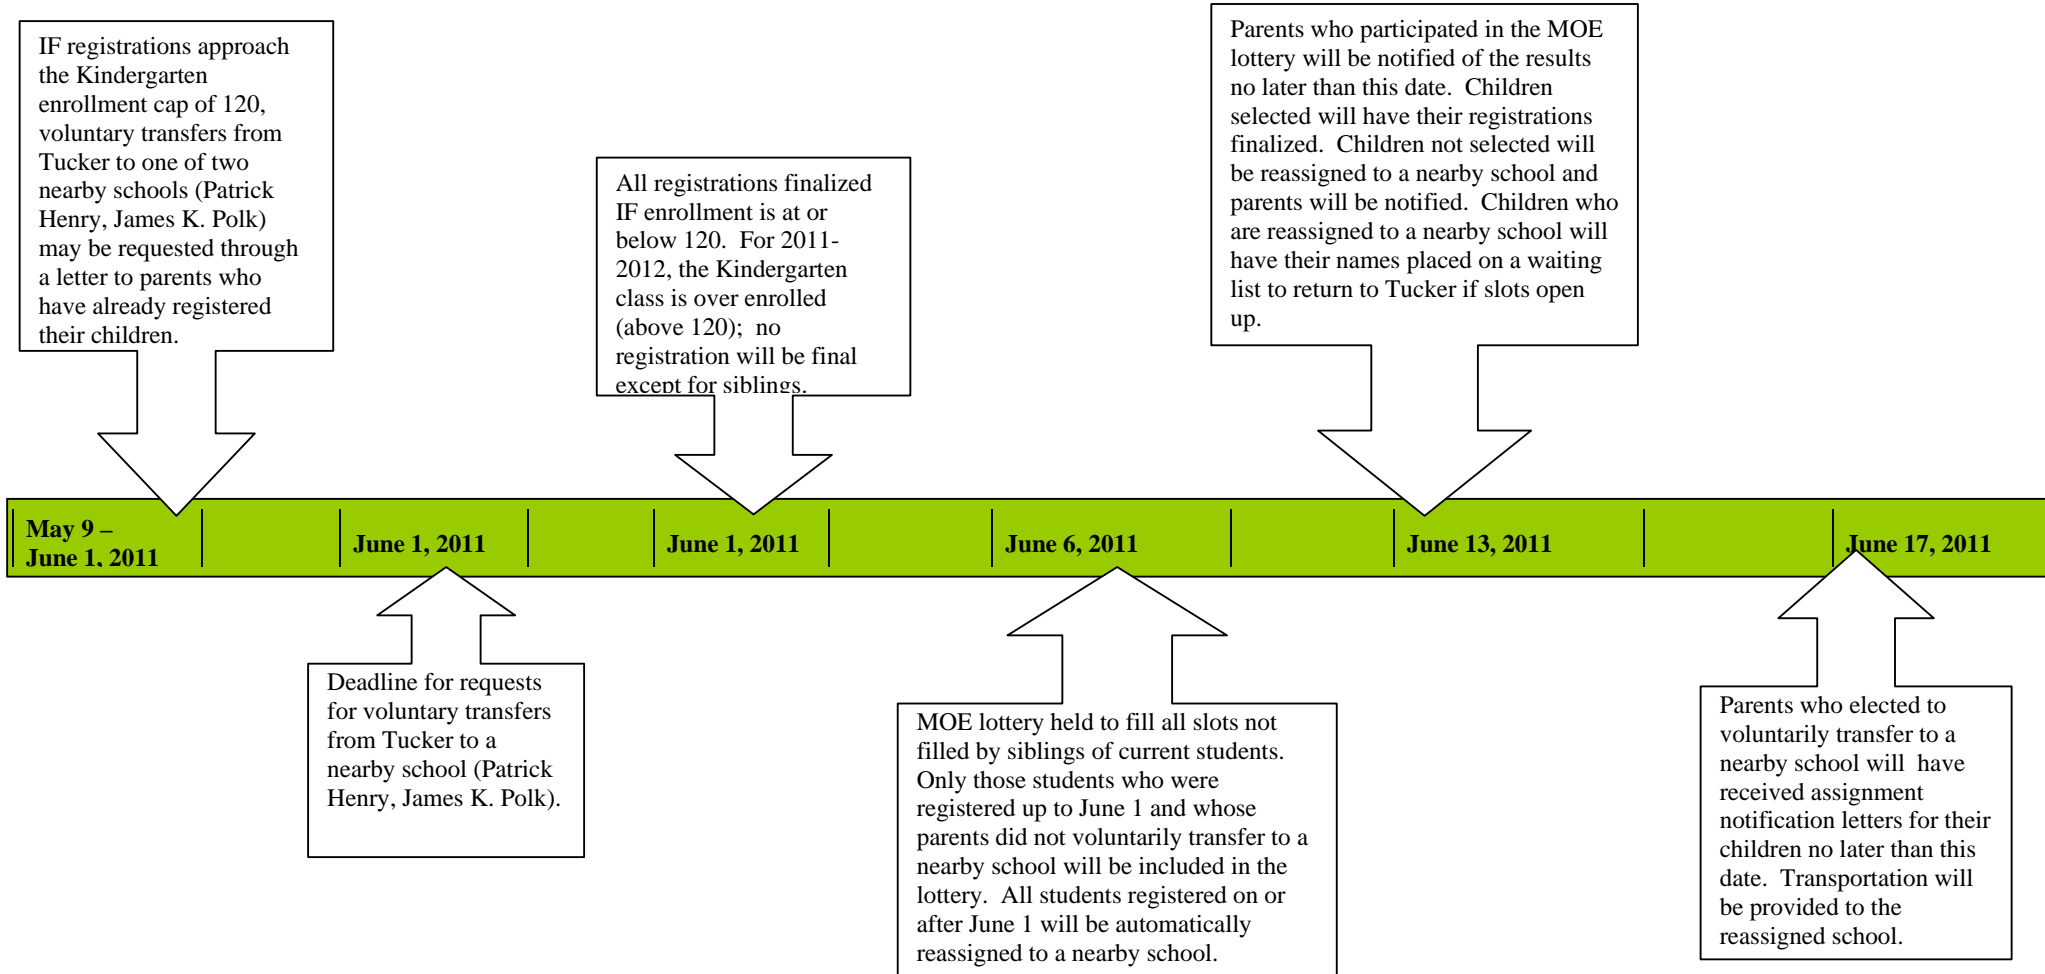 IF registrations approach
the Kindergarten
enrollment cap of 120,
voluntary transfers from
Tucker to one of two
nearby schools (Patrick
Henry, James K. Polk)
may be requested through
a letter to parents who
have already registered
their children.
All registrations finalized
IF enrollment is at or
below 120.  For 2011-
2012, the Kindergarten
class is over enrolled
(above 120);  no
registration will be final
except for siblings.
Parents who participated in the MOE
lottery will be notified of the results
no later than this date.  Children
selected will have their registrations
finalized.  Children not selected will
be reassigned to a nearby school and
parents will be notified.  Children who
are reassigned to a nearby school will
have their names placed on a waiting
list to return to Tucker if slots open
up.
May 9 –
June 1, 2011
June 1, 2011
June 1, 2011
June 6, 2011
June 13, 2011
June 17, 2011
Deadline for requests
for voluntary transfers
from Tucker to a
nearby school (Patrick
Henry, James K. Polk).
MOE lottery held to fill all slots not
filled by siblings of current students.
Only those students who were
registered up to June 1 and whose
parents did not voluntarily transfer to a
nearby school will be included in the
lottery.  All students registered on or
after June 1 will be automatically
reassigned to a nearby school.
Parents who elected to
voluntarily transfer to a
nearby school will  have
received assignment
notification letters for their
children no later than this
date.  Transportation will
be provided to the
reassigned school.